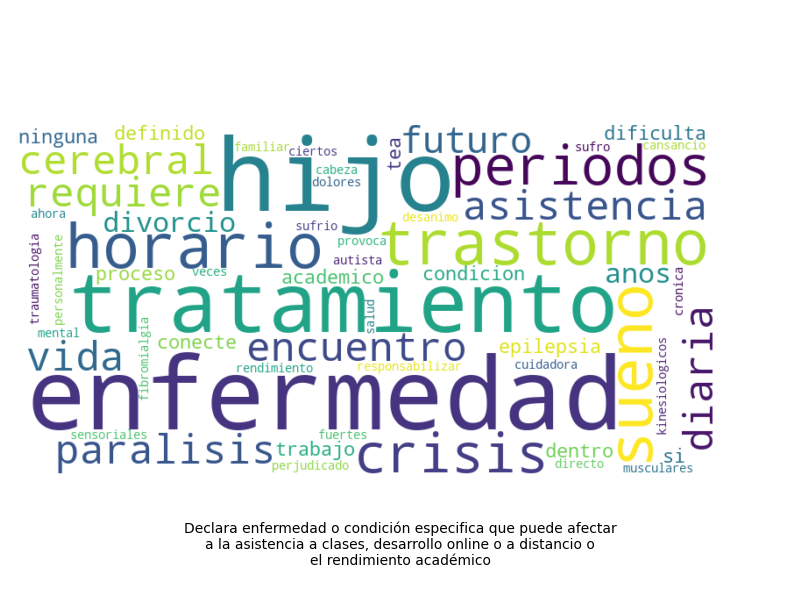 ninguna definido hijo familiar ciertos tea futuro dificulta
cerebral cabeza periodos sufro cansancio
requiere dolores asistencia
ahora divorcio sufrio desanimo
horario provoca trastorno
traumatologia personalmente proceso veces autista academico condicion anos cronica
tratamiento salud
mental conecte encuentro epilepsia sueno diaria
vida fibromialgia rendimiento responsabilizar cuidadora kinesiologicos
enfermedad
sensoriales fuertes
paralisis trabajo crisis dentro si
perjudicado directo musculares
Declara enfermedad o condición especifica que puede afectar
a la asistencia a clases, desarrollo online o a distancio o
el rendimiento académico